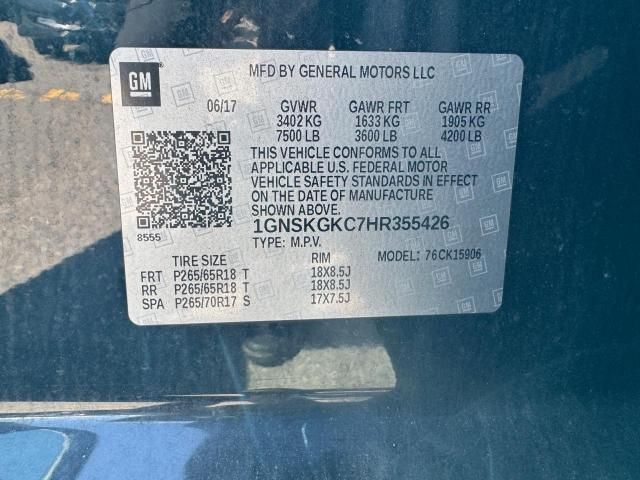 GM
MFD BY GENERAL MOTORS LLC
06/17 GVWR GAWR FRT GAWR RR
3402 KG 1633 KG 1905 KG
7500 LB 3600 LB 4200 LB
THIS VEHICLE CONFORMS TO ALL
APPLICABLE U.S. FEDERAL MOTOR
VEHICLE SAFETY STANDARDS IN EFFECT
ON THE DATE OF MANUFACTURE
SHOWN ABOVE.
8555
1GNSKGKC7HR355426
TYPE: M.P.V. MODEL: 76CK15906
TIRE SIZE RIM
FRT P265/65R18 T 18X8.5J
RR P265/65R18 T 18X8.5J
SPA P265/70R17 S 17X7.5J